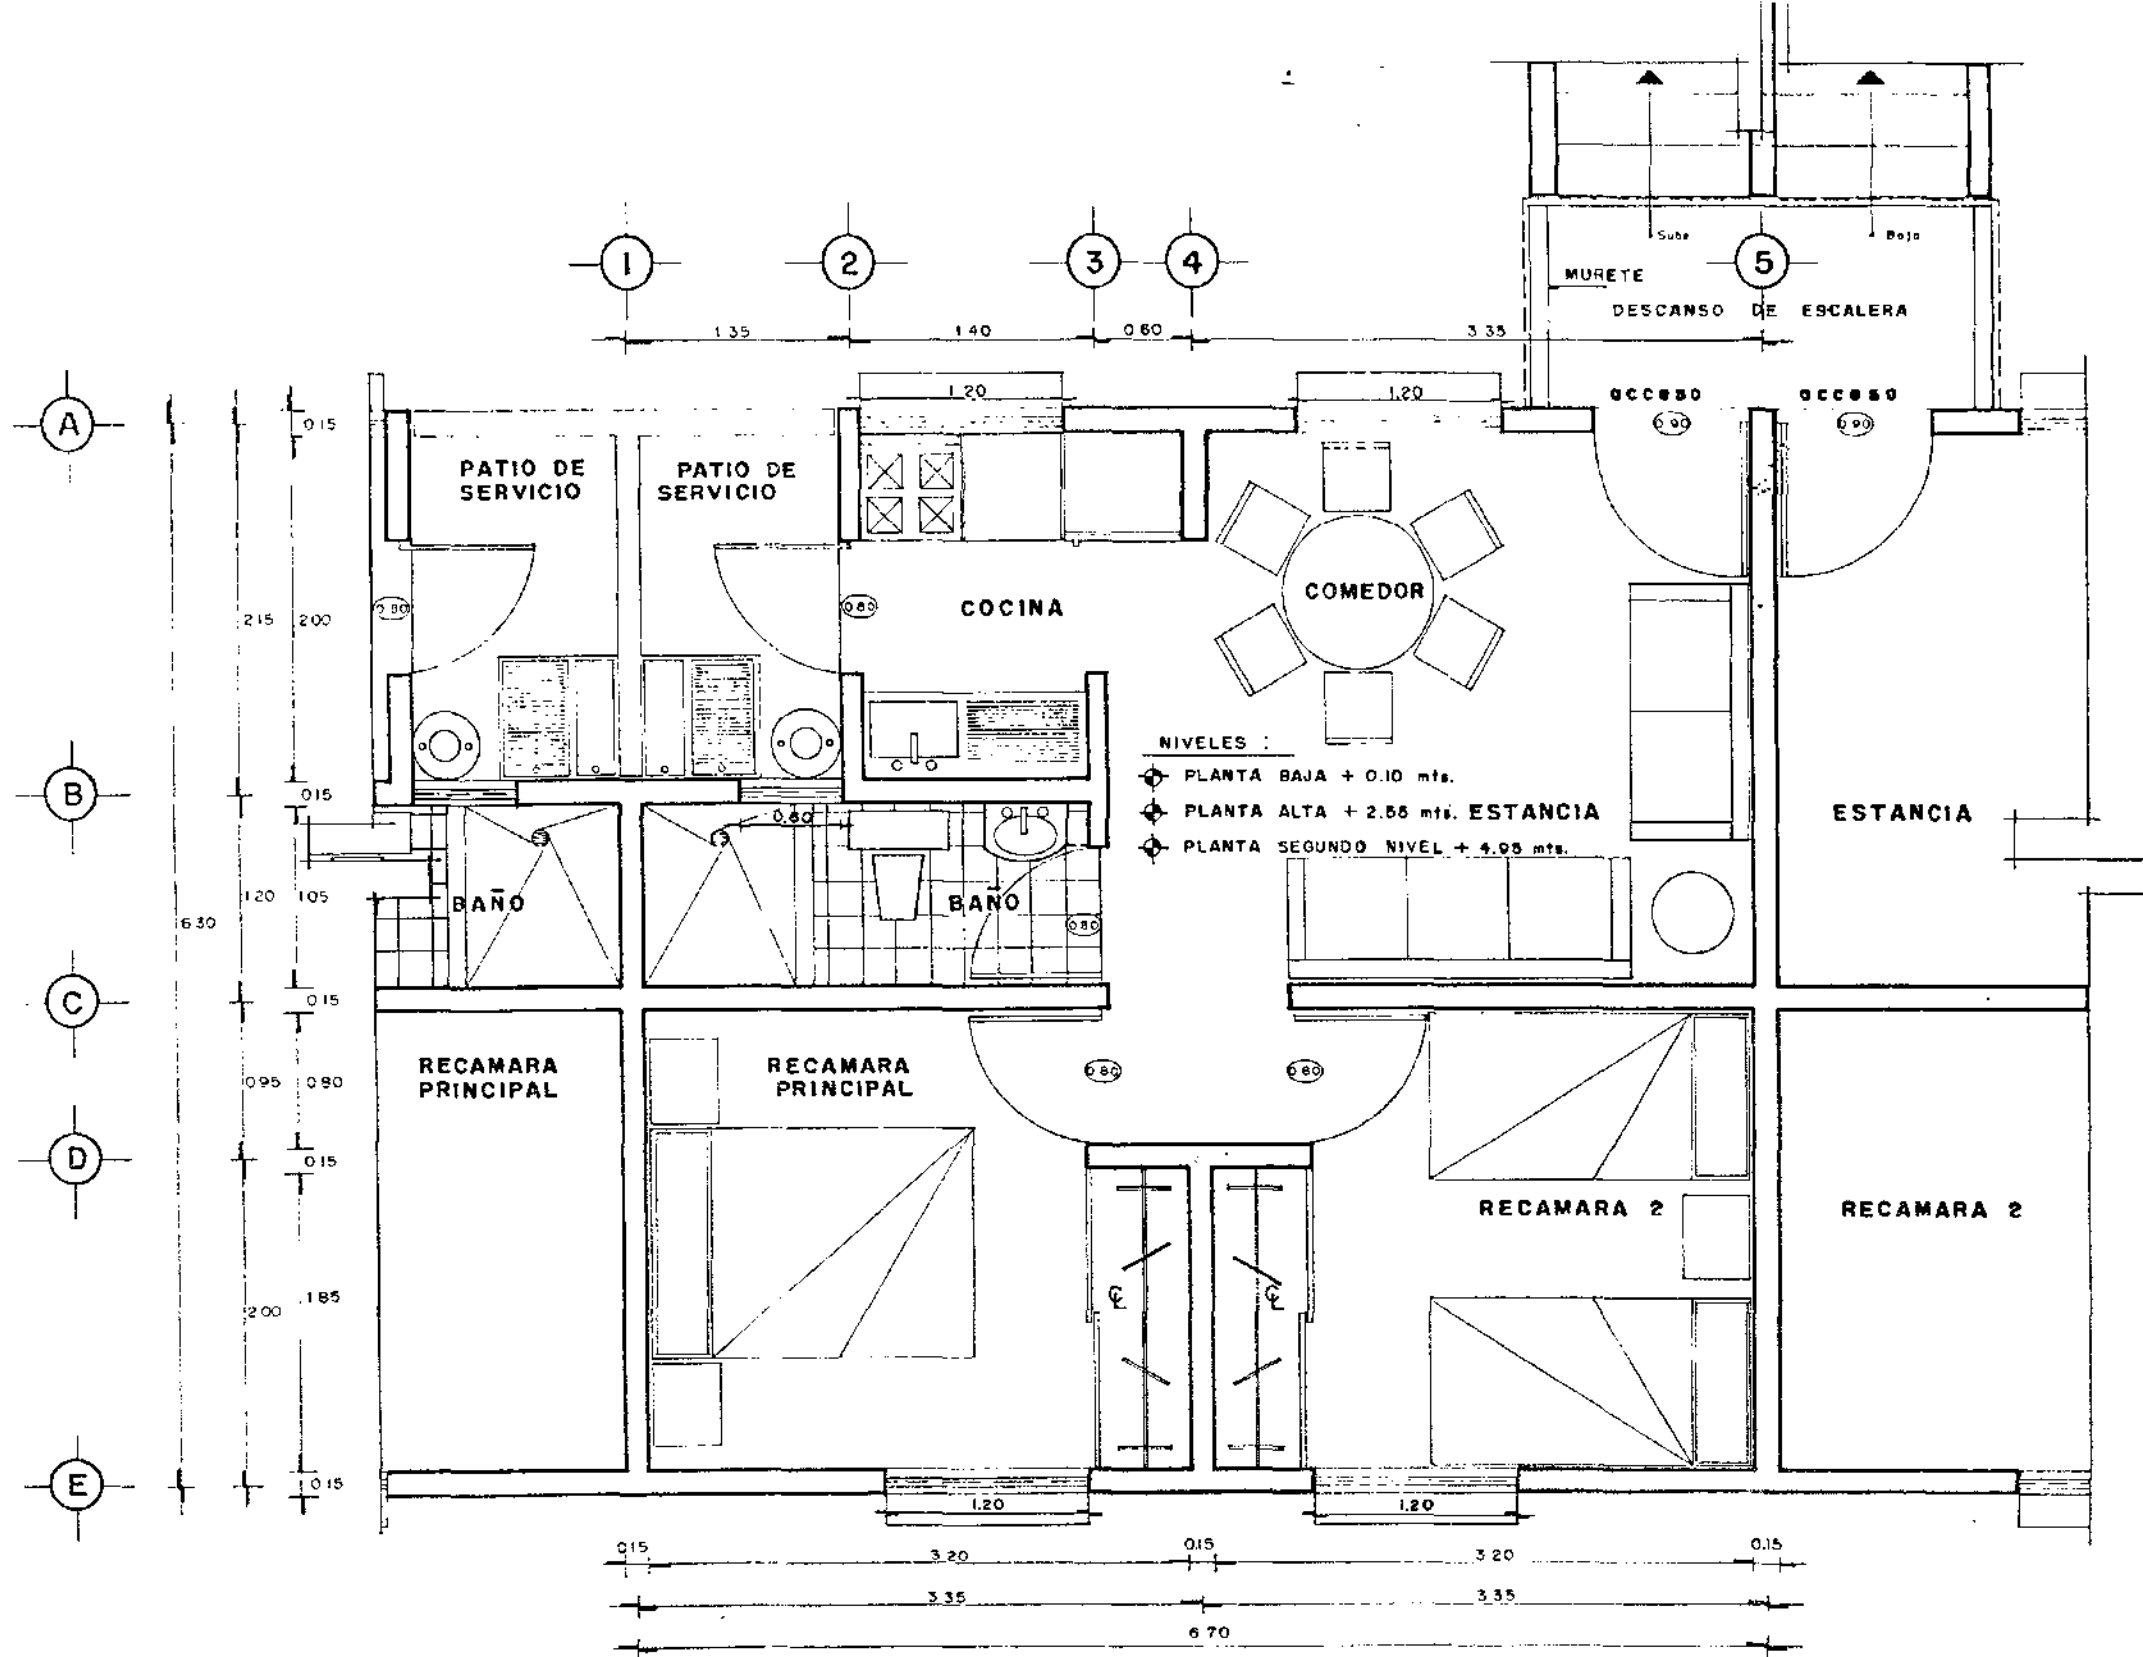 Sube
Baja
1
2
3
4
5
MURETE
DESCANSO DE ESCALERA
1.35
1.40
0.60
3.35
acceso
acceso
1.20
1.20
0.90
0.90
A
0.15
PATIO DE
SERVICIO
PATIO DE
SERVICIO
COMEDOR
0.80
0.80
COCINA
2.15
2.00
NIVELES :
PLANTA BAJA + 0.10 mts.
B
0.15
PLANTA ALTA + 2.55 mts.
ESTANCIA
ESTANCIA
0.60
PLANTA SEGUNDO NIVEL + 4.95 mts.
1.20
1.05
BAÑO
BAÑO
0.80
6.30
C
0.15
RECAMARA
PRINCIPAL
RECAMARA
PRINCIPAL
0.80
0.80
0.95
0.80
D
0.15
RECAMARA 2
RECAMARA 2
2.00
1.85
CL
CL
E
0.15
1.20
1.20
0.15
3.20
0.15
3.20
0.15
3.35
3.35
6.70